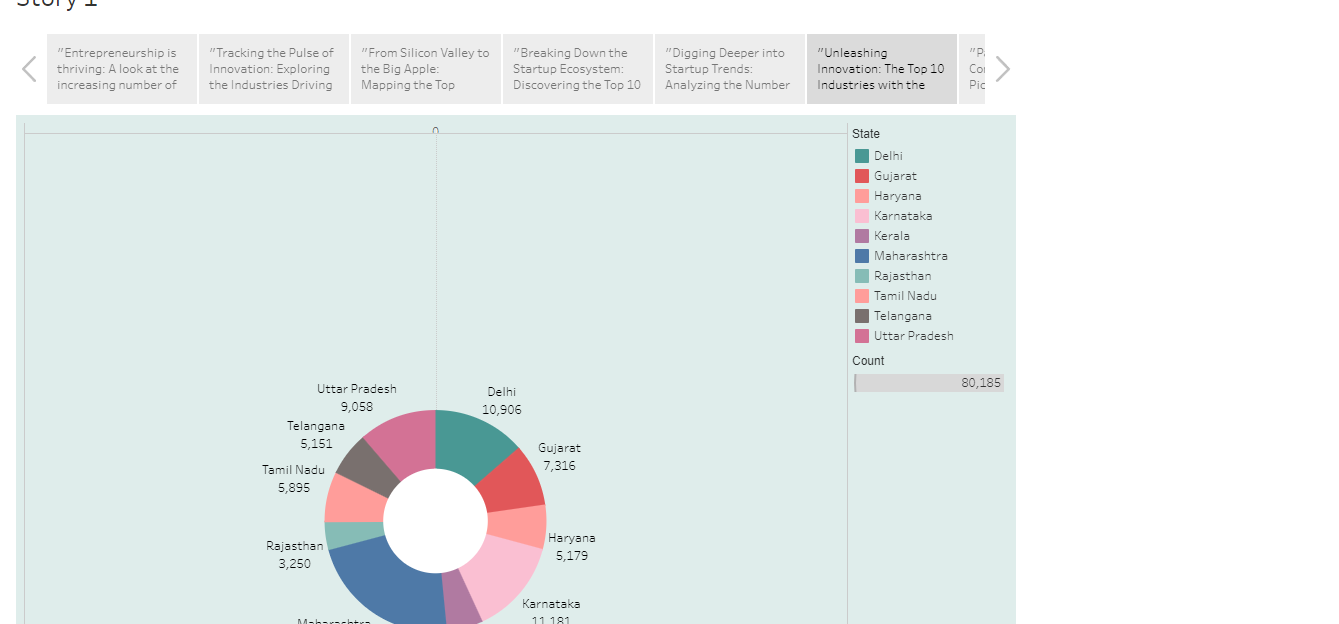 Story 1
"Entrepreneurship is
thriving: A look at the
increasing number of
"Tracking the Pulse of
Innovation: Exploring
the Industries Driving
"From Silicon Valley to
the Big Apple:
Mapping the Top
"Breaking Down the
Startup Ecosystem:
Discovering the Top 10
"Digging Deeper into
Startup Trends:
Analyzing the Number
"Unleashing
Innovation: The Top 10
Industries with the
0
State
Delhi
Gujarat
Haryana
Karnataka
Kerala
Maharashtra
Rajasthan
Tamil Nadu
Telangana
Uttar Pradesh
Count
80,185
Uttar Pradesh
9,058
Delhi
10,906
Telangana
5,151
Gujarat
7,316
Tamil Nadu
5,895
Haryana
5,179
Rajasthan
3,250
Karnataka
11,181
Maharashtra